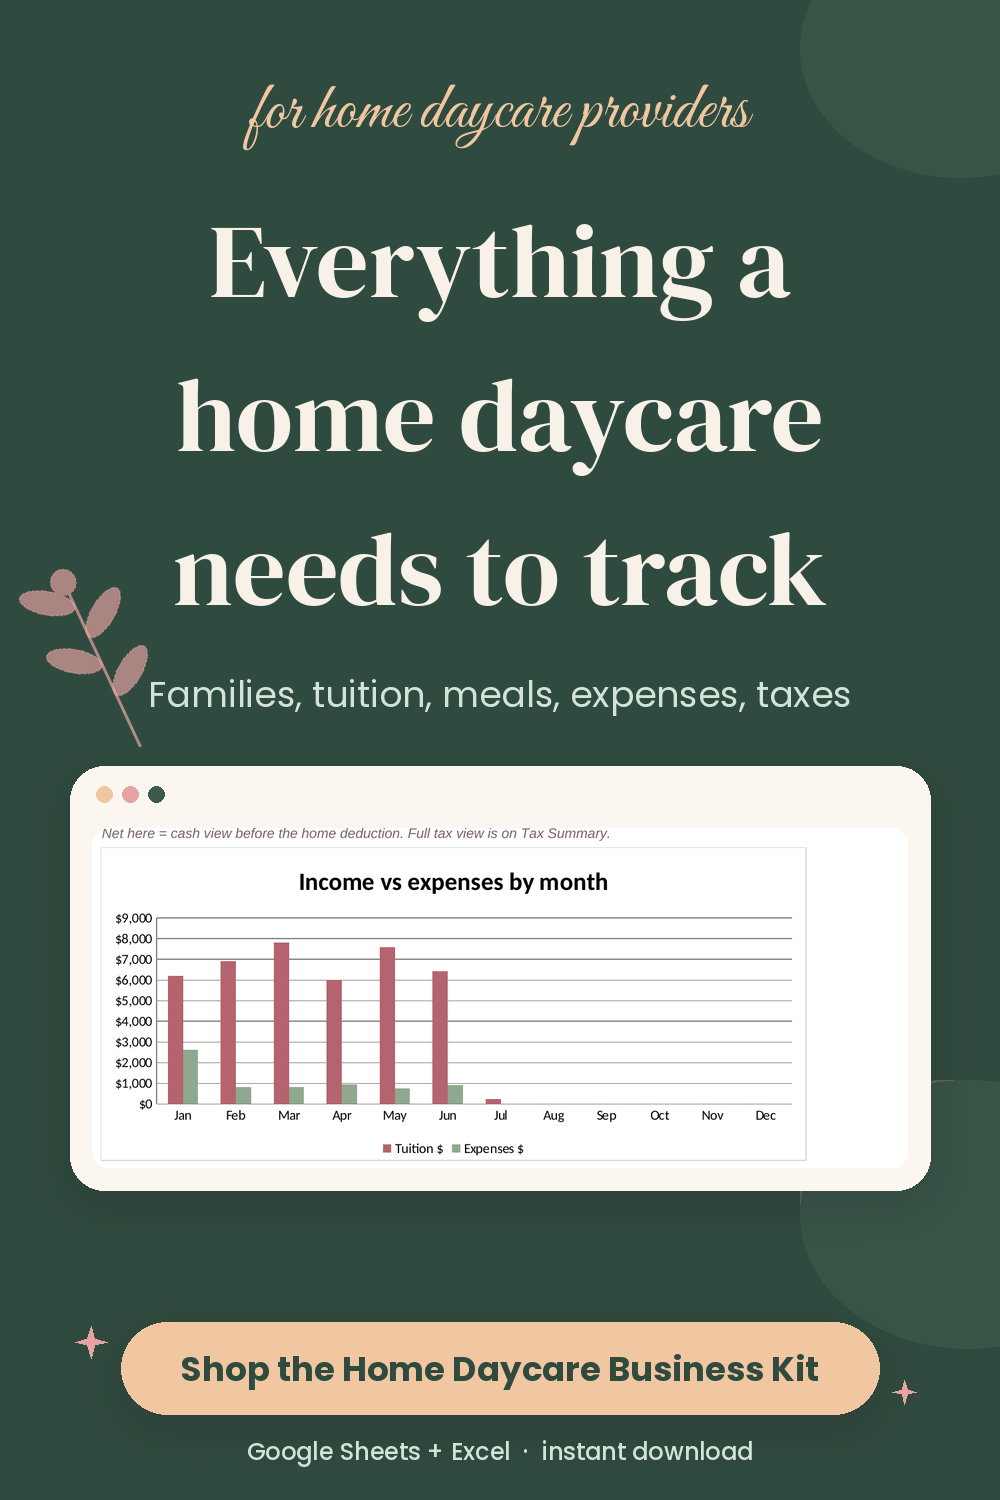 for home daycare providers
Everything a
home daycare
needs to track
Families, tuition, meals, expenses, taxes
Net here = cash view before the home deduction. Full tax view is on Tax Summary.
Income vs expenses by month
$9,000
$8,000
$7,000
$6,000
$5,000
$4,000
$3,000
$2,000
$1,000
$0
Jan Feb Mar Apr May Jun Jul Aug Sep Oct Nov Dec
Tuition $ Expenses $
Shop the Home Daycare Business Kit
Google Sheets + Excel · instant download